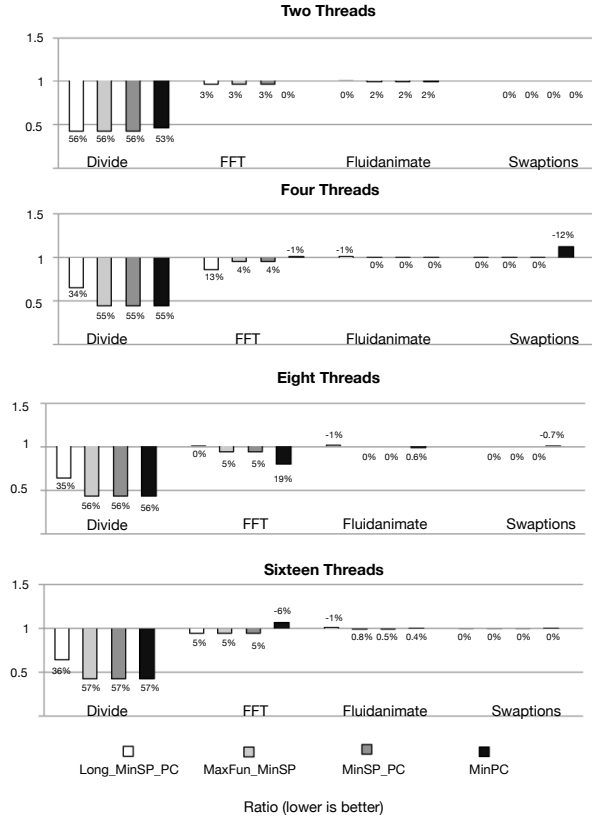 Two Threads
1.5
1
0.5
3% 3% 3% 0%
0% 2% 2% 2%
0% 0% 0% 0%
56% 56% 56% 53%
Divide FFT Fluidanimate Swaptions
Four Threads
1.5
-12%
-1% -1%
1
0% 0% 0%
0% 0% 0%
13% 4% 4%
34%
0.5
55% 55% 55%
Divide FFT Fluidanimate Swaptions
Eight Threads
1.5
-1% -0.7%
1
0% 5% 5% 19%
0% 0% 0.6%
0% 0% 0%
35%
0.5
56% 56% 56%
Divide FFT Fluidanimate Swaptions
Sixteen Threads
1.5
-6% -1%
1
5% 5% 5%
0.8% 0.5% 0.4%
0% 0% 0% 0%
36%
0.5
57% 57% 57%
Divide FFT Fluidanimate Swaptions
Long_MinSP_PC MaxFun_MinSP MinSP_PC MinPC
Ratio (lower is better)